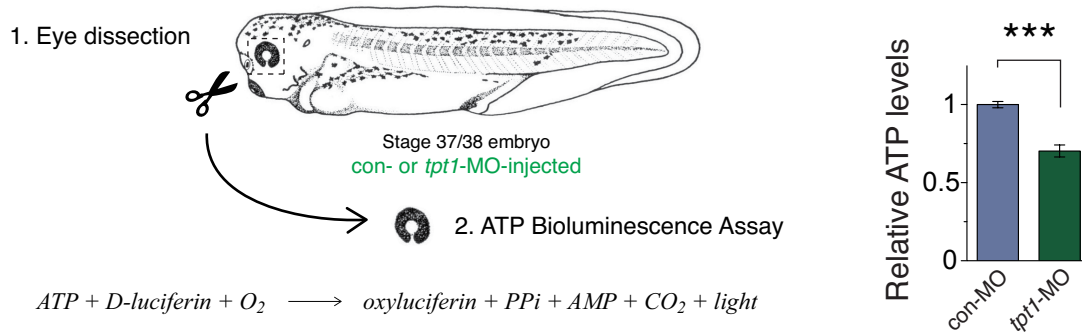 1. Eye dissection
Stage 37/38 embryo
con- or tpt1-MO-injected
2. ATP Bioluminescence Assay
ATP + D-luciferin + O₂ ⟶ oxyluciferin + PPi + AMP + CO₂ + light
***
Relative ATP levels
1
0.5
0
con-MO
tpt1-MO